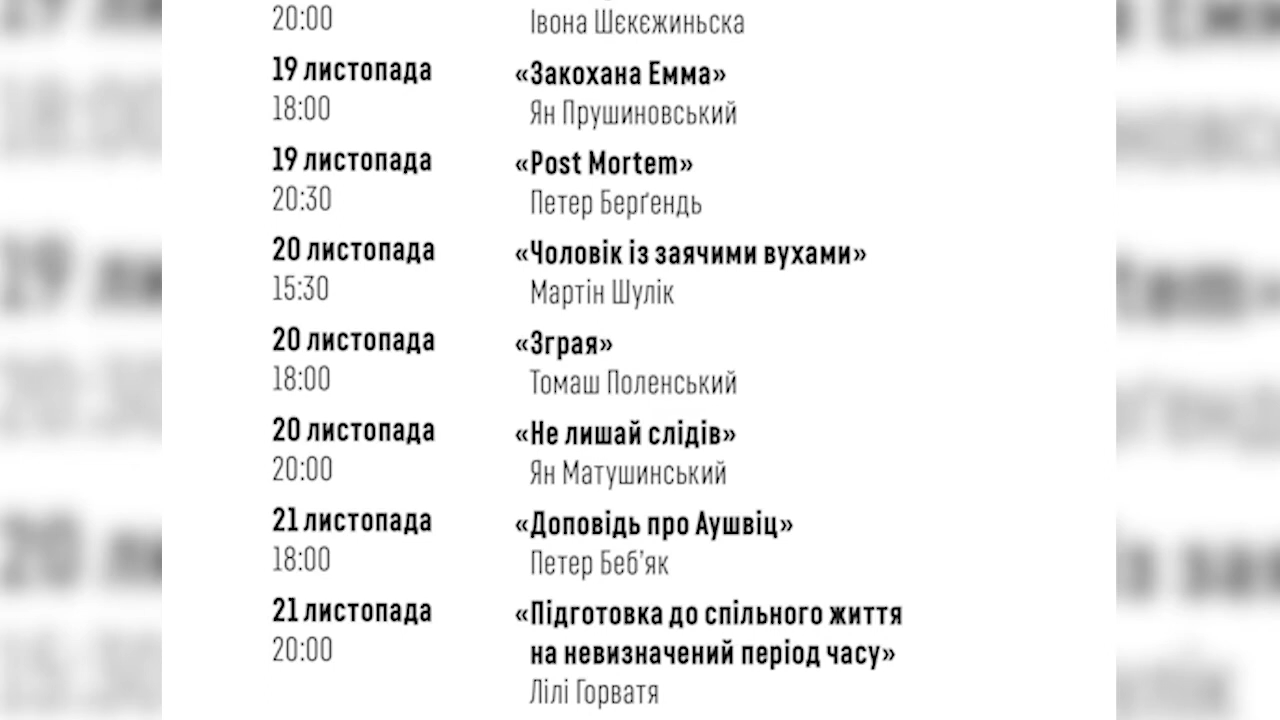 20:00
Івона Шєкєжиньска
19 листопада
«Закохана Емма»
18:00
Ян Прушиновський
19 листопада
«Post Mortem»
20:30
Петер Берґендь
20 листопада
«Чоловік із заячими вухами»
15:30
Мартін Шулік
20 листопада
«Зграя»
18:00
Томаш Поленський
20 листопада
«Не лишай слідів»
20:00
Ян Матушинський
21 листопада
«Доповідь про Аушвіц»
18:00
Петер Беб’як
21 листопада
«Підготовка до спільного життя
20:00
на невизначений період часу»
Лілі Горватя